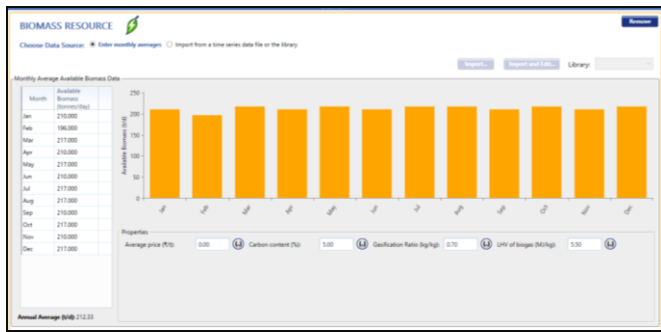 BIOMASS RESOURCE
Remove
Choose Data Source: Enter monthly averages Import from a time series data file or the library
Import... Import and Edit... Library:
Monthly Average Available Biomass Data
Month Available Biomass (tonnes/day)
Jan 210.000
Feb 196.000
Mar 217.000
Apr 210.000
May 217.000
Jun 210.000
Jul 217.000
Aug 217.000
Sep 210.000
Oct 217.000
Nov 210.000
Dec 217.000
Annual Average (t/d): 212.33
Available Biomass (t/d)
250
200
150
100
50
0
Jan Feb Mar Apr May Jun Jul Aug Sep Oct Nov Dec
Properties
Average price (₹/t): 0.00 Carbon content (%): 5.00 Gasification Ratio (kg/kg): 0.70 LHV of biogas (MJ/kg): 5.50